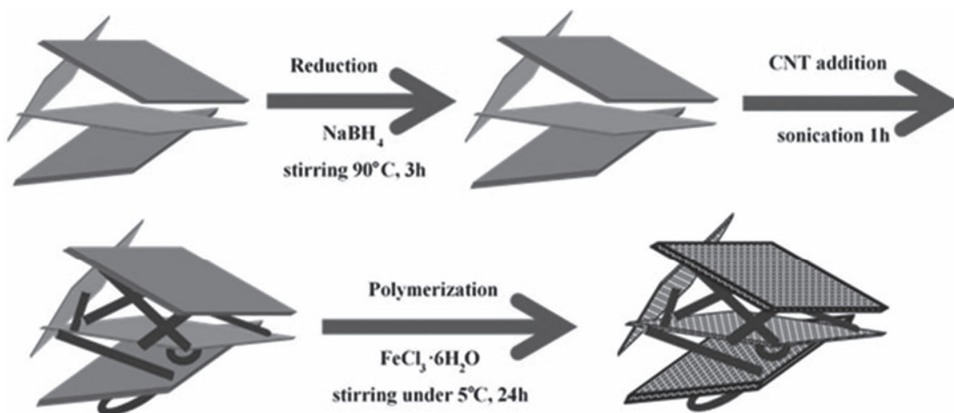 Reduction
NaBH₄
stirring 90°C, 3h
CNT addition
sonication 1h
Polymerization
FeCl₃·6H₂O
stirring under 5°C, 24h